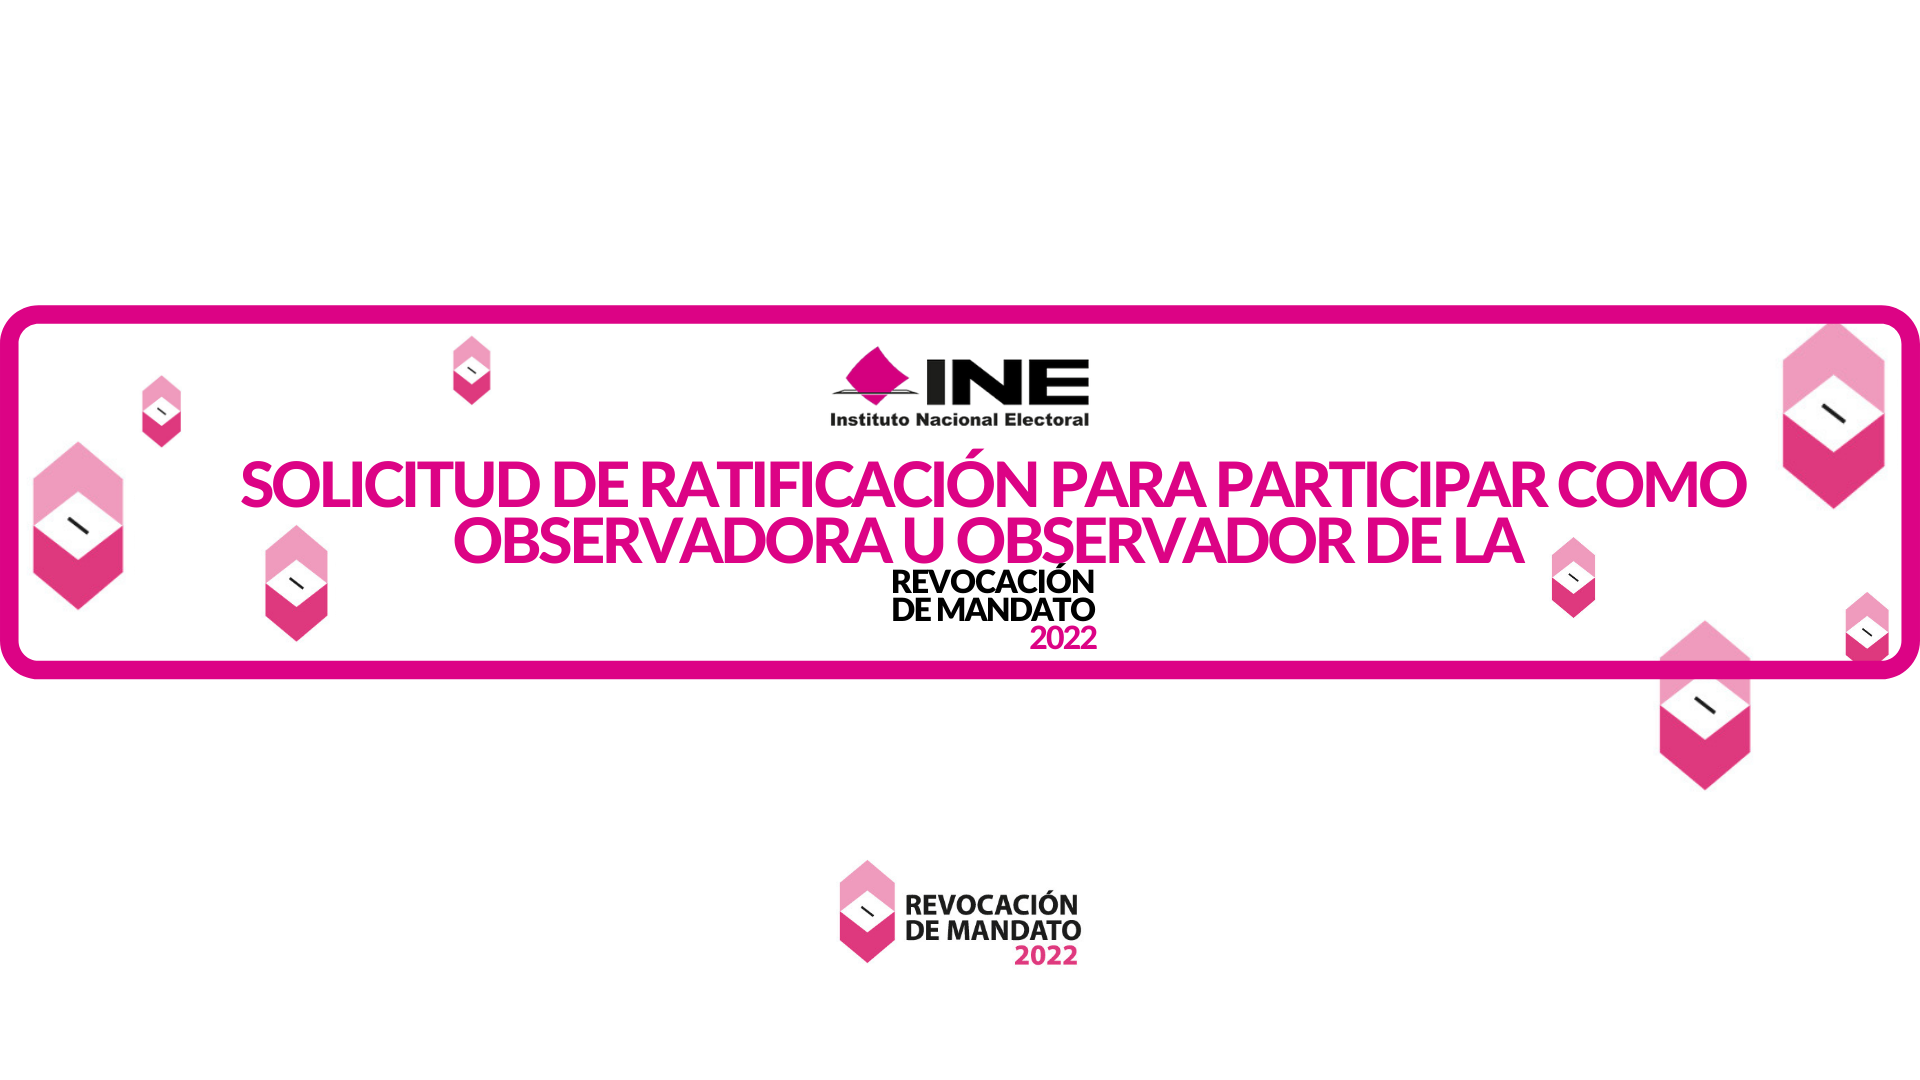 INE
Instituto Nacional Electoral
SOLICITUD DE RATIFICACIÓN PARA PARTICIPAR COMO
OBSERVADORA U OBSERVADOR DE LA
REVOCACIÓN
DE MANDATO
2022
REVOCACIÓN
DE MANDATO
2022